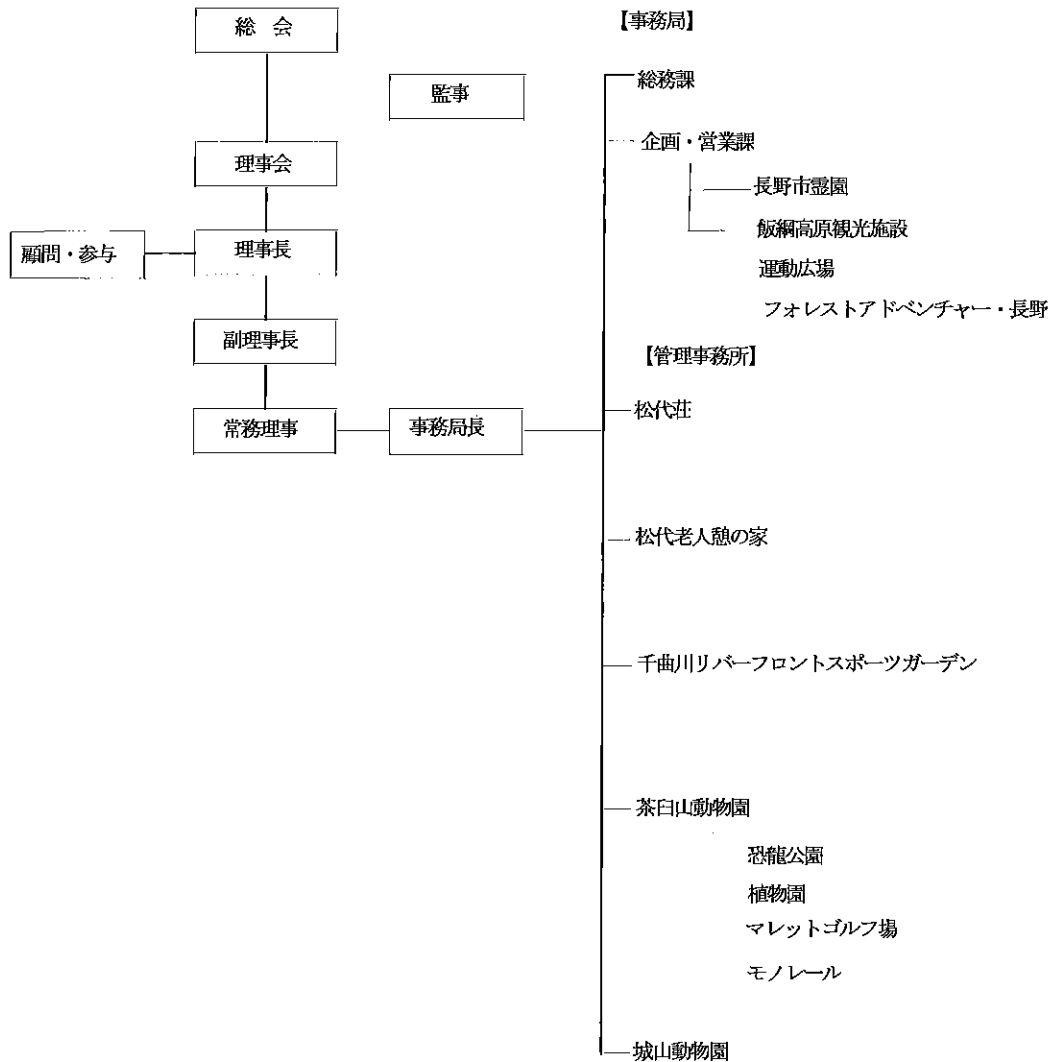 総 会
監事
理事会
理事長
顧問・参与
副理事長
常務理事
事務局長
【事務局】
総務課
企画・営業課
長野市霊園
飯綱高原観光施設
運動広場
フォレストアドベンチャー・長野
【管理事務所】
松代荘
松代老人憩の家
千曲川リバーフロントスポーツガーデン
茶臼山動物園
恐龍公園
植物園
マレットゴルフ場
モノレール
城山動物園